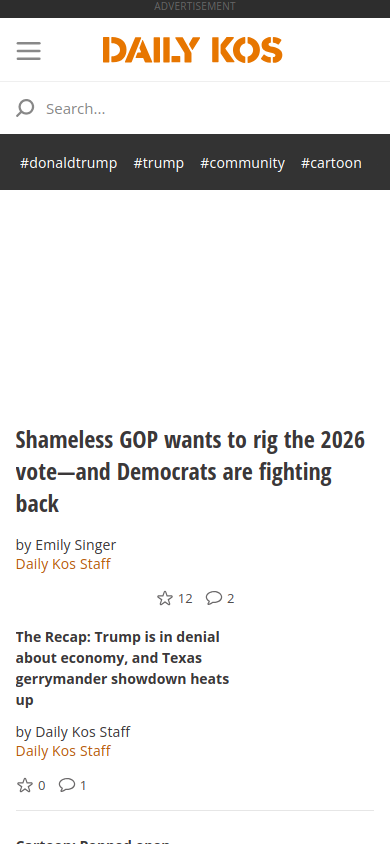 ADVERTISEMENT
DAILY KOS
Search...
#donaldtrump #trump #community #cartoon
Shameless GOP wants to rig the 2026
vote—and Democrats are fighting
back
by Emily Singer
Daily Kos Staff
12 2
The Recap: Trump is in denial
about economy, and Texas
gerrymander showdown heats
up
by Daily Kos Staff
Daily Kos Staff
0 1